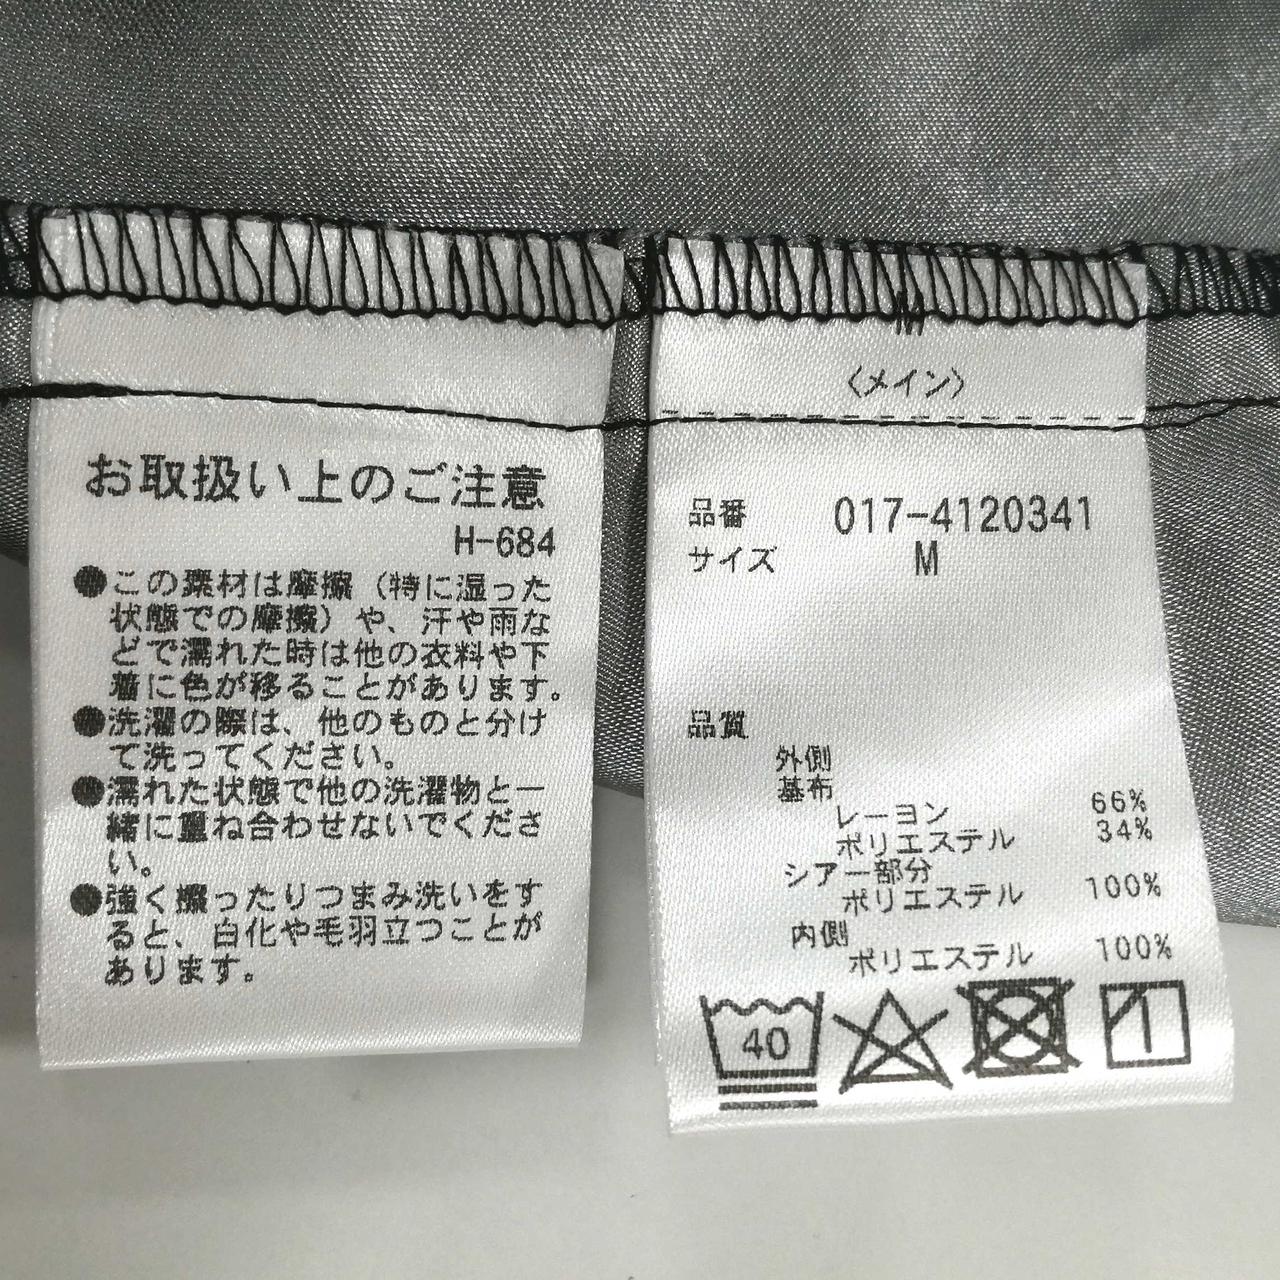 お取扱い上のご注意
H-684
●この素材は摩擦（特に湿った
状態での摩擦）や、汗や雨な
どで濡れた時は他の衣料や下
着に色が移ることがあります。
●洗濯の際は、他のものと分け
て洗ってください。
●濡れた状態で他の洗濯物と一
緒に重ね合わせないでくださ
い。
●強く擦ったりつまみ洗いをす
ると、白化や毛羽立つことが
あります。
M
〈メイン〉
品番 017-4120341
サイズ M
品質
外側
基布
レーヨン 66%
ポリエステル 34%
シアー部分
ポリエステル 100%
内側
ポリエステル 100%
40